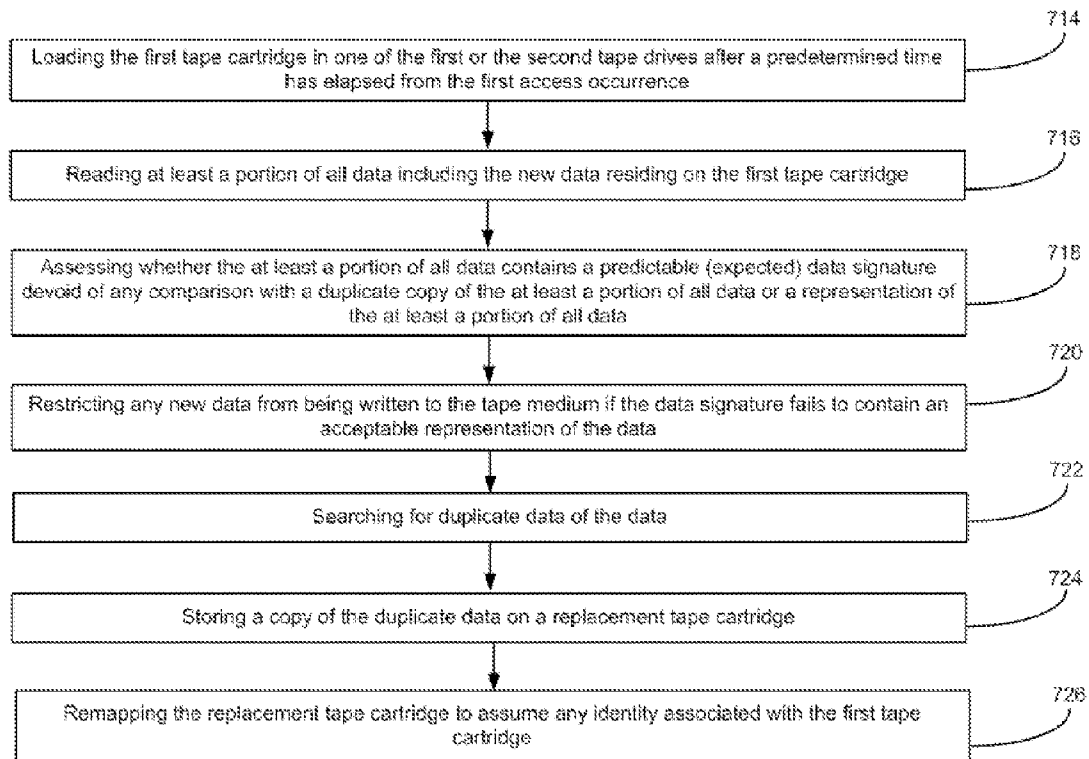 714
Loading the first tape cartridge in one of the first or the second tape drives after a predetermined time
has elapsed from the first access occurrence
716
Reading at least a portion of all data including the new data residing on the first tape cartridge
718
Assessing whether the at least a portion of all data contains a predictable (expected) data signature
devoid of any comparison with a duplicate copy of the at least a portion of all data or a representation of
the at least a portion of all data
720
Restricting any new data from being written to the tape medium if the data signature fails to contain an
acceptable representation of the data
722
Searching for duplicate data of the data
724
Storing a copy of the duplicate data on a replacement tape cartridge
726
Remapping the replacement tape cartridge to assume any identity associated with the first tape
cartridge